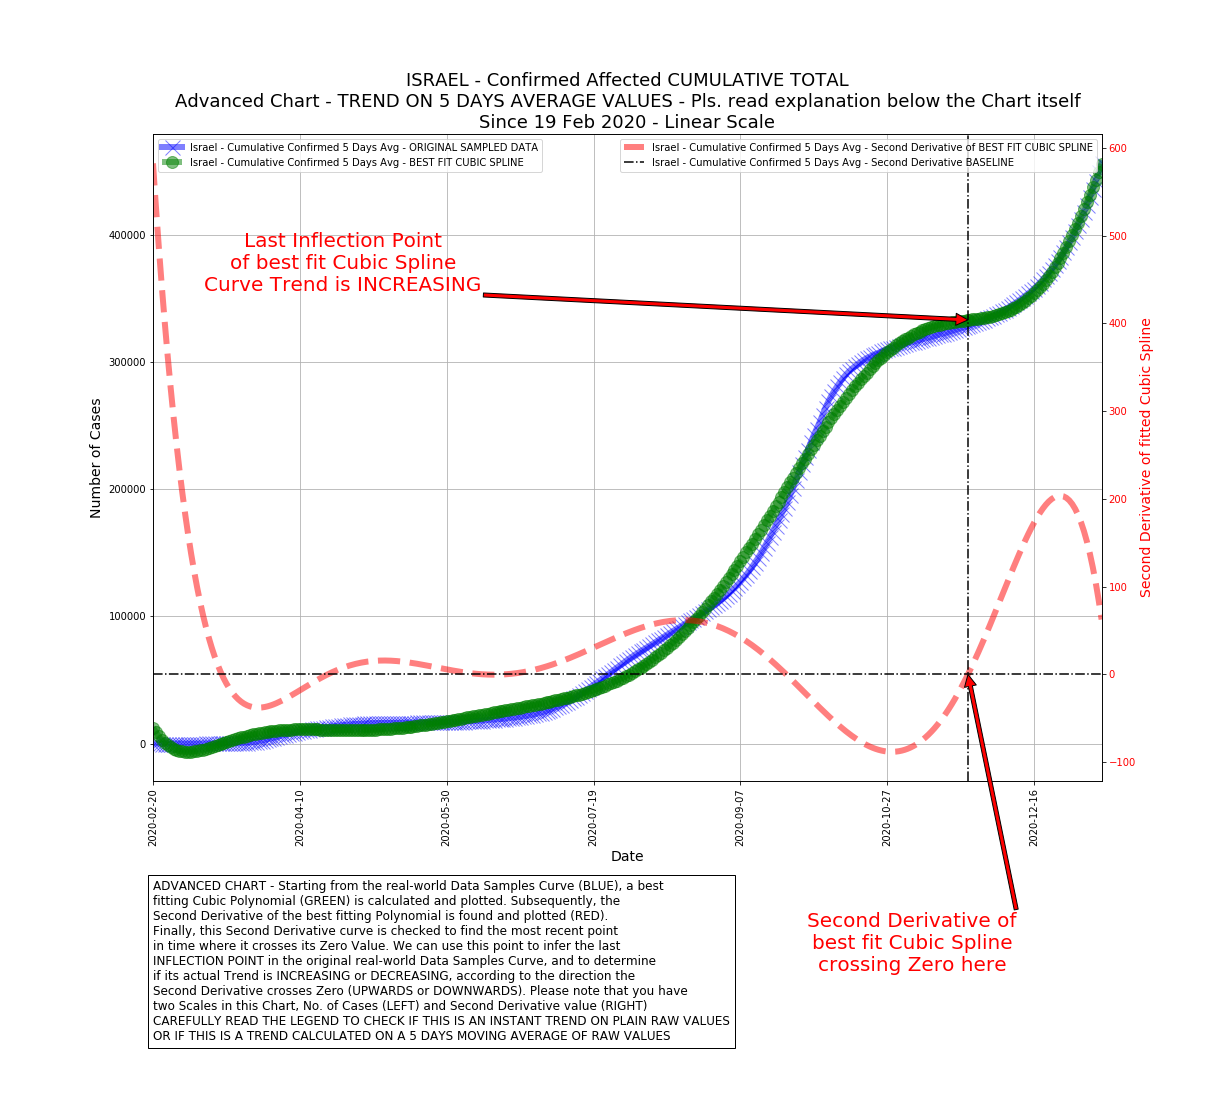 ISRAEL - Confirmed Affected CUMULATIVE TOTAL
Advanced Chart - TREND ON 5 DAYS AVERAGE VALUES - Pls. read explanation below the Chart itself
Since 19 Feb 2020 - Linear Scale
Israel - Cumulative Confirmed 5 Days Avg - ORIGINAL SAMPLED DATA
Israel - Cumulative Confirmed 5 Days Avg - BEST FIT CUBIC SPLINE
Israel - Cumulative Confirmed 5 Days Avg - Second Derivative of BEST FIT CUBIC SPLINE
Israel - Cumulative Confirmed 5 Days Avg - Second Derivative BASELINE
Last Inflection Point
of best fit Cubic Spline
Curve Trend is INCREASING
Number of Cases
400000
300000
200000
100000
0
600
500
400
300
200
100
0
−100
Second Derivative of fitted Cubic Spline
2020-02-20
2020-04-10
2020-05-30
2020-07-19
2020-09-07
2020-10-27
2020-12-16
Date
ADVANCED CHART - Starting from the real-world Data Samples Curve (BLUE), a best
fitting Cubic Polynomial (GREEN) is calculated and plotted. Subsequently, the
Second Derivative of the best fitting Polynomial is found and plotted (RED).
Finally, this Second Derivative curve is checked to find the most recent point
in time where it crosses its Zero Value. We can use this point to infer the last
INFLECTION POINT in the original real-world Data Samples Curve, and to determine
if its actual Trend is INCREASING or DECREASING, according to the direction the
Second Derivative crosses Zero (UPWARDS or DOWNWARDS). Please note that you have
two Scales in this Chart, No. of Cases (LEFT) and Second Derivative value (RIGHT)
CAREFULLY READ THE LEGEND TO CHECK IF THIS IS AN INSTANT TREND ON PLAIN RAW VALUES
OR IF THIS IS A TREND CALCULATED ON A 5 DAYS MOVING AVERAGE OF RAW VALUES
Second Derivative of
best fit Cubic Spline
crossing Zero here